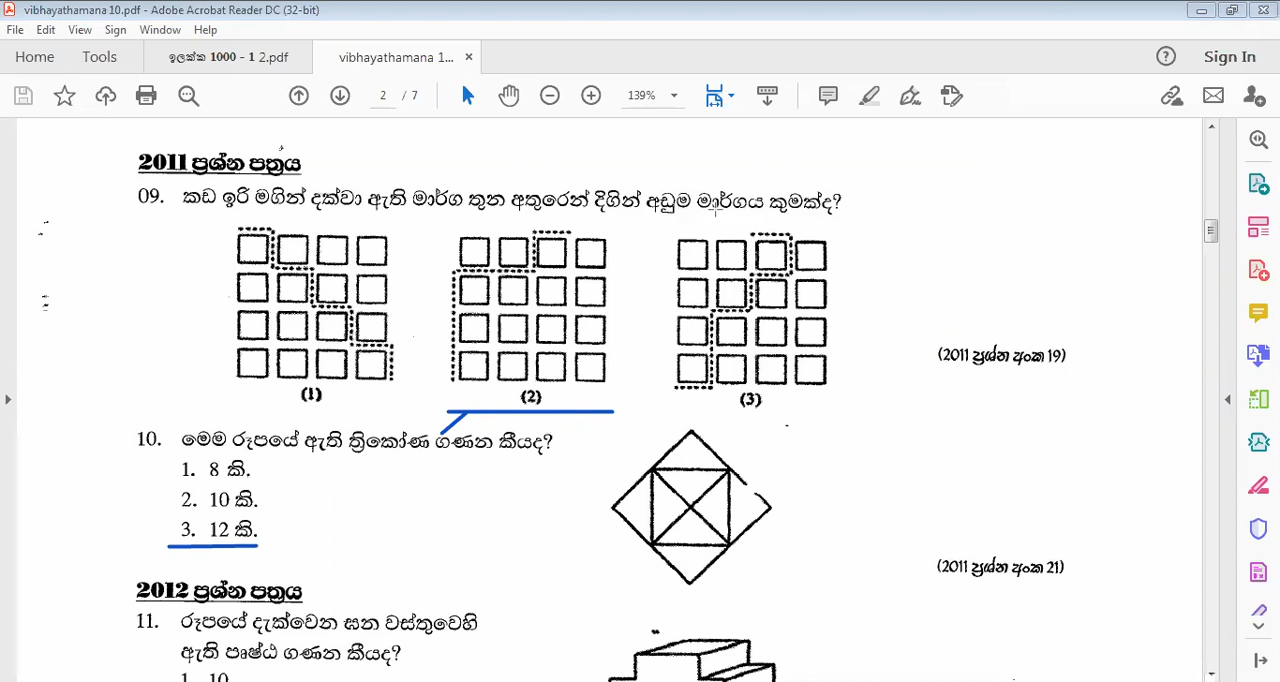 vibhayathamana 10.pdf - Adobe Acrobat Reader DC (32-bit)
File Edit View Sign Window Help
Home Tools ඉලක්ක 1000 - 1 2.pdf vibhayathamana 1... × Sign In
2 / 7 139%
2011 ප්‍රශ්න පත්‍රය
09. කඩ ඉරි මගින් දක්වා ඇති මාර්ග තුන අතුරෙන් දිගින් අඩුම මාර්ගය කුමක්ද?
(2011 ප්‍රශ්න අංක 19)
(1) (2) (3)
10. මෙම රූපයේ ඇති ත්‍රිකෝණ ගණන කීයද?
1. 8 කි.
2. 10 කි.
3. 12 කි.
(2011 ප්‍රශ්න අංක 21)
2012 ප්‍රශ්න පත්‍රය
11. රූපයේ දැක්වෙන ඝන වස්තුවෙහි
ඇති පෘෂ්ඨ ගණන කීයද?
1. 10